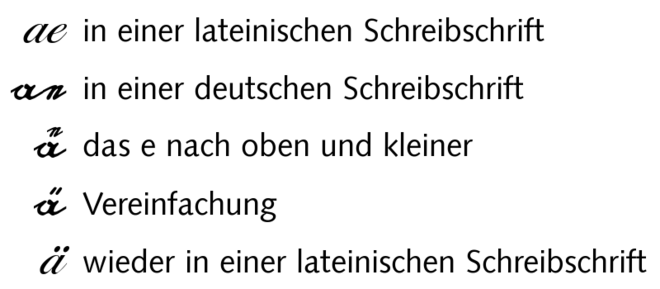 ae in einer lateinischen Schreibschrift
ae in einer deutschen Schreibschrift
aͤ das e nach oben und kleiner
ä Vereinfachung
ä wieder in einer lateinischen Schreibschrift